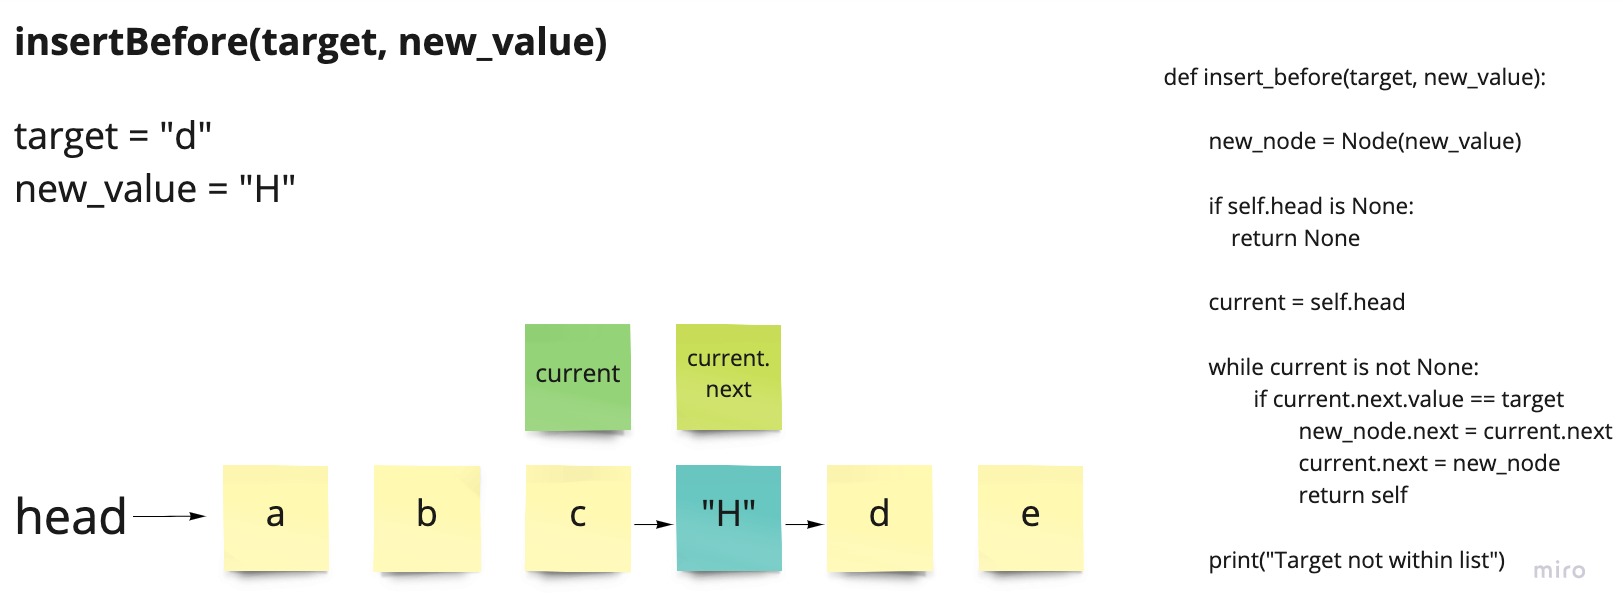 insertBefore(target, new_value)
target = "d"
new_value = "H"
current
current.
next
head
a
b
c
"H"
d
e
def insert_before(target, new_value):
new_node = Node(new_value)
if self.head is None:
return None
current = self.head
while current is not None:
if current.next.value == target
new_node.next = current.next
current.next = new_node
return self
print("Target not within list")
miro